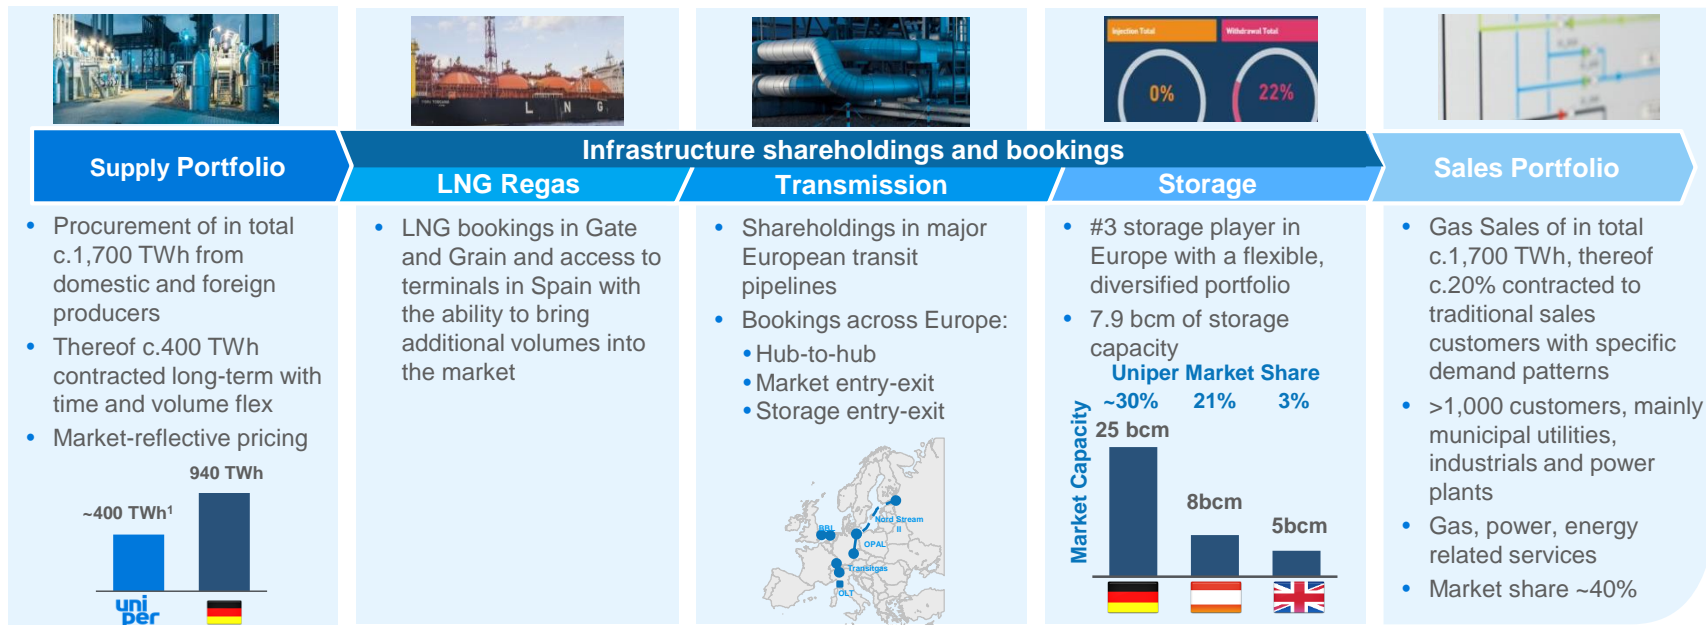 Injection Total
Withdrawal Total
0%
22%
L N G
Supply Portfolio
Infrastructure shareholdings and bookings
LNG Regas
Transmission
Storage
Sales Portfolio
• Procurement of in total
c.1,700 TWh from
domestic and foreign
producers
• Thereof c.400 TWh
contracted long-term with
time and volume flex
• Market-reflective pricing
940 TWh
~400 TWh¹
uni
per
• LNG bookings in Gate
and Grain and access to
terminals in Spain with
the ability to bring
additional volumes into
the market
• Shareholdings in major
European transit
pipelines
• Bookings across Europe:
• Hub-to-hub
• Market entry-exit
• Storage entry-exit
BBL
Nord Stream
II
OPAL
Transitgas
OLT
• #3 storage player in
Europe with a flexible,
diversified portfolio
• 7.9 bcm of storage
capacity
Uniper Market Share
~30% 21% 3%
Market Capacity
25 bcm
8bcm
5bcm
• Gas Sales of in total
c.1,700 TWh, thereof
c.20% contracted to
traditional sales
customers with specific
demand patterns
• >1,000 customers, mainly
municipal utilities,
industrials and power
plants
• Gas, power, energy
related services
• Market share ~40%